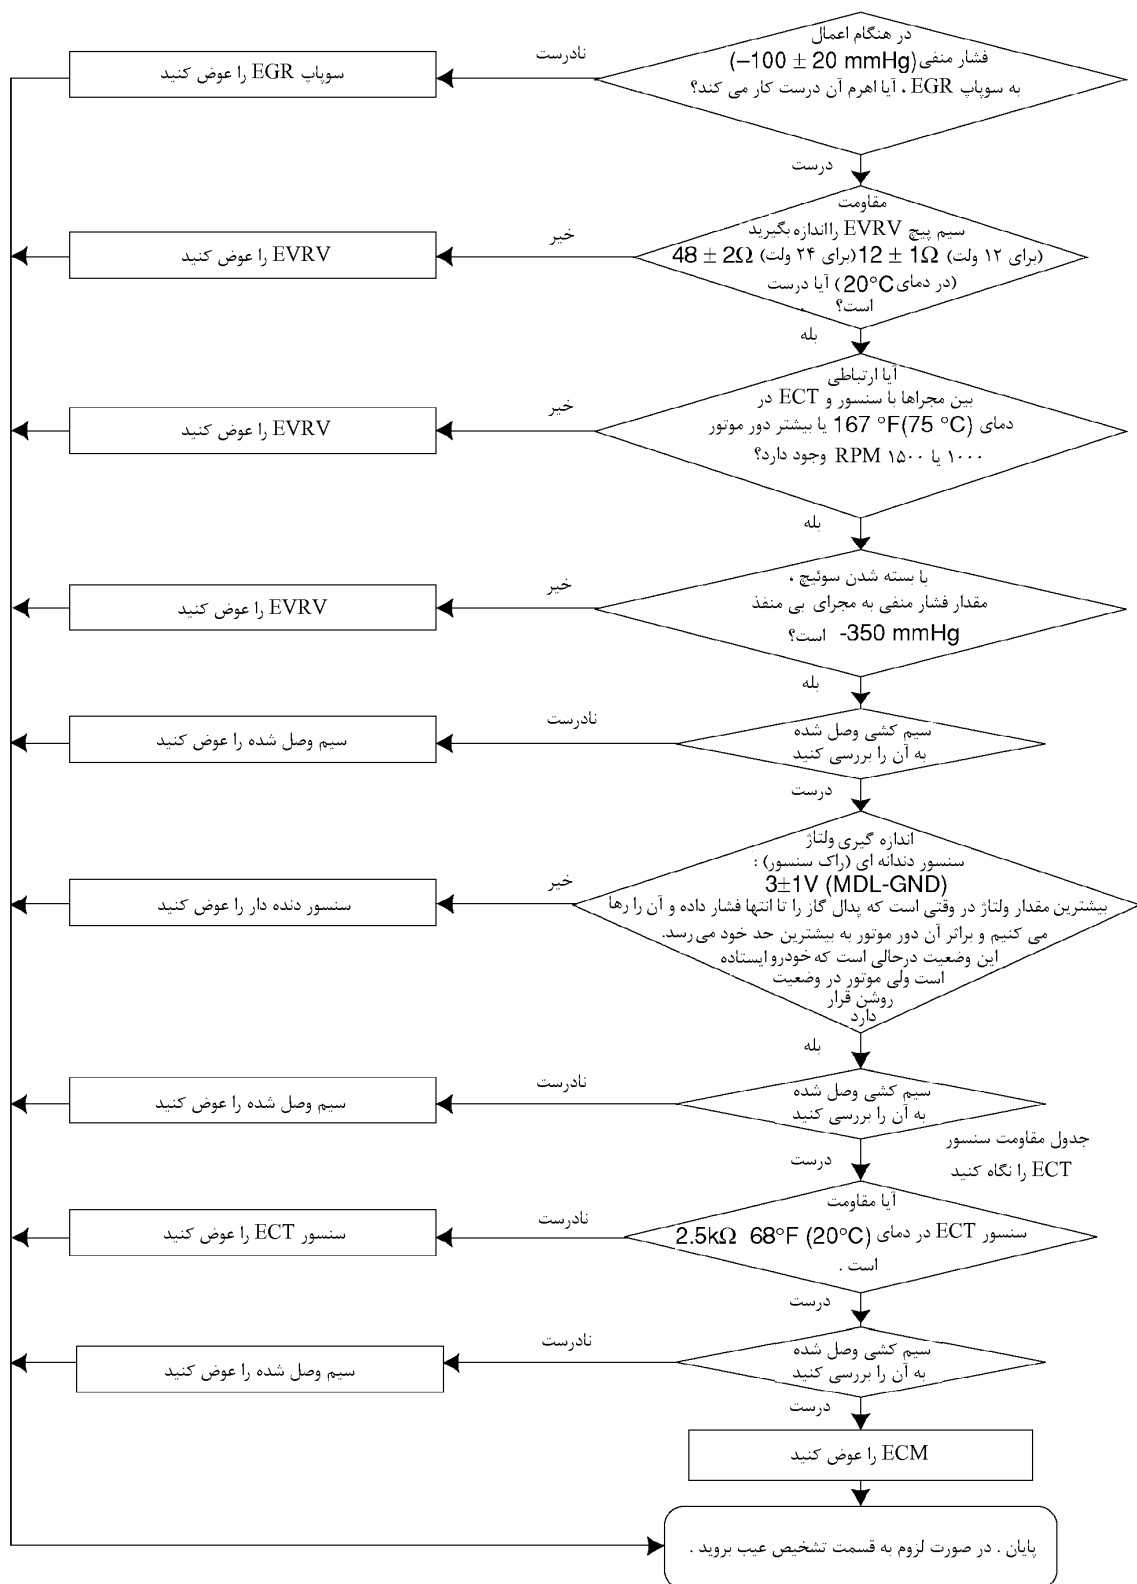 در هنگام اعمال
فشار منفی (−100 ± 20 mmHg)
به سوپاپ EGR ، آیا اهرم آن درست کار می کند؟
نادرست
سوپاپ EGR را عوض کنید
درست
مقاومت
سیم پیچ EVRV را اندازه بگیرید
(برای ۱۲ ولت) 12 ± 1Ω (برای ۲۴ ولت) 48 ± 2Ω
(در دمای 20°C) آیا درست
است؟
خیر
EVRV را عوض کنید
بله
آیا ارتباطی
بین مجراها با سنسور و ECT در
دمای 167 °F(75 °C) یا بیشتر دور موتور
۱۰۰۰ یا ۱۵۰۰ RPM وجود دارد؟
خیر
EVRV را عوض کنید
بله
با بسته شدن سوئیچ ،
مقدار فشار منفی به مجرای بی منفذ
-350 mmHg است؟
خیر
EVRV را عوض کنید
بله
سیم کشی وصل شده
به آن را بررسی کنید
نادرست
سیم وصل شده را عوض کنید
درست
اندازه گیری ولتاژ
سنسور دندانه ای (راک سنسور) :
3±1V (MDL-GND)
بیشترین مقدار ولتاژ در وقتی است که پدال گاز را تا انتها فشار داده و آن را رها
می کنیم و براثر آن دور موتور به بیشترین حد خود می رسد.
این وضعیت درحالی است که خودرو ایستاده
است ولی موتور در وضعیت
روشن قرار
دارد
خیر
سنسور دنده دار را عوض کنید
بله
سیم کشی وصل شده
به آن را بررسی کنید
نادرست
سیم وصل شده را عوض کنید
جدول مقاومت سنسور
ECT را نگاه کنید
درست
آیا مقاومت
سنسور ECT در دمای 2.5kΩ 68°F (20°C)
است .
نادرست
سنسور ECT را عوض کنید
درست
سیم کشی وصل شده
به آن را بررسی کنید
نادرست
سیم وصل شده را عوض کنید
درست
ECM را عوض کنید
پایان . در صورت لزوم به قسمت تشخیص عیب بروید .